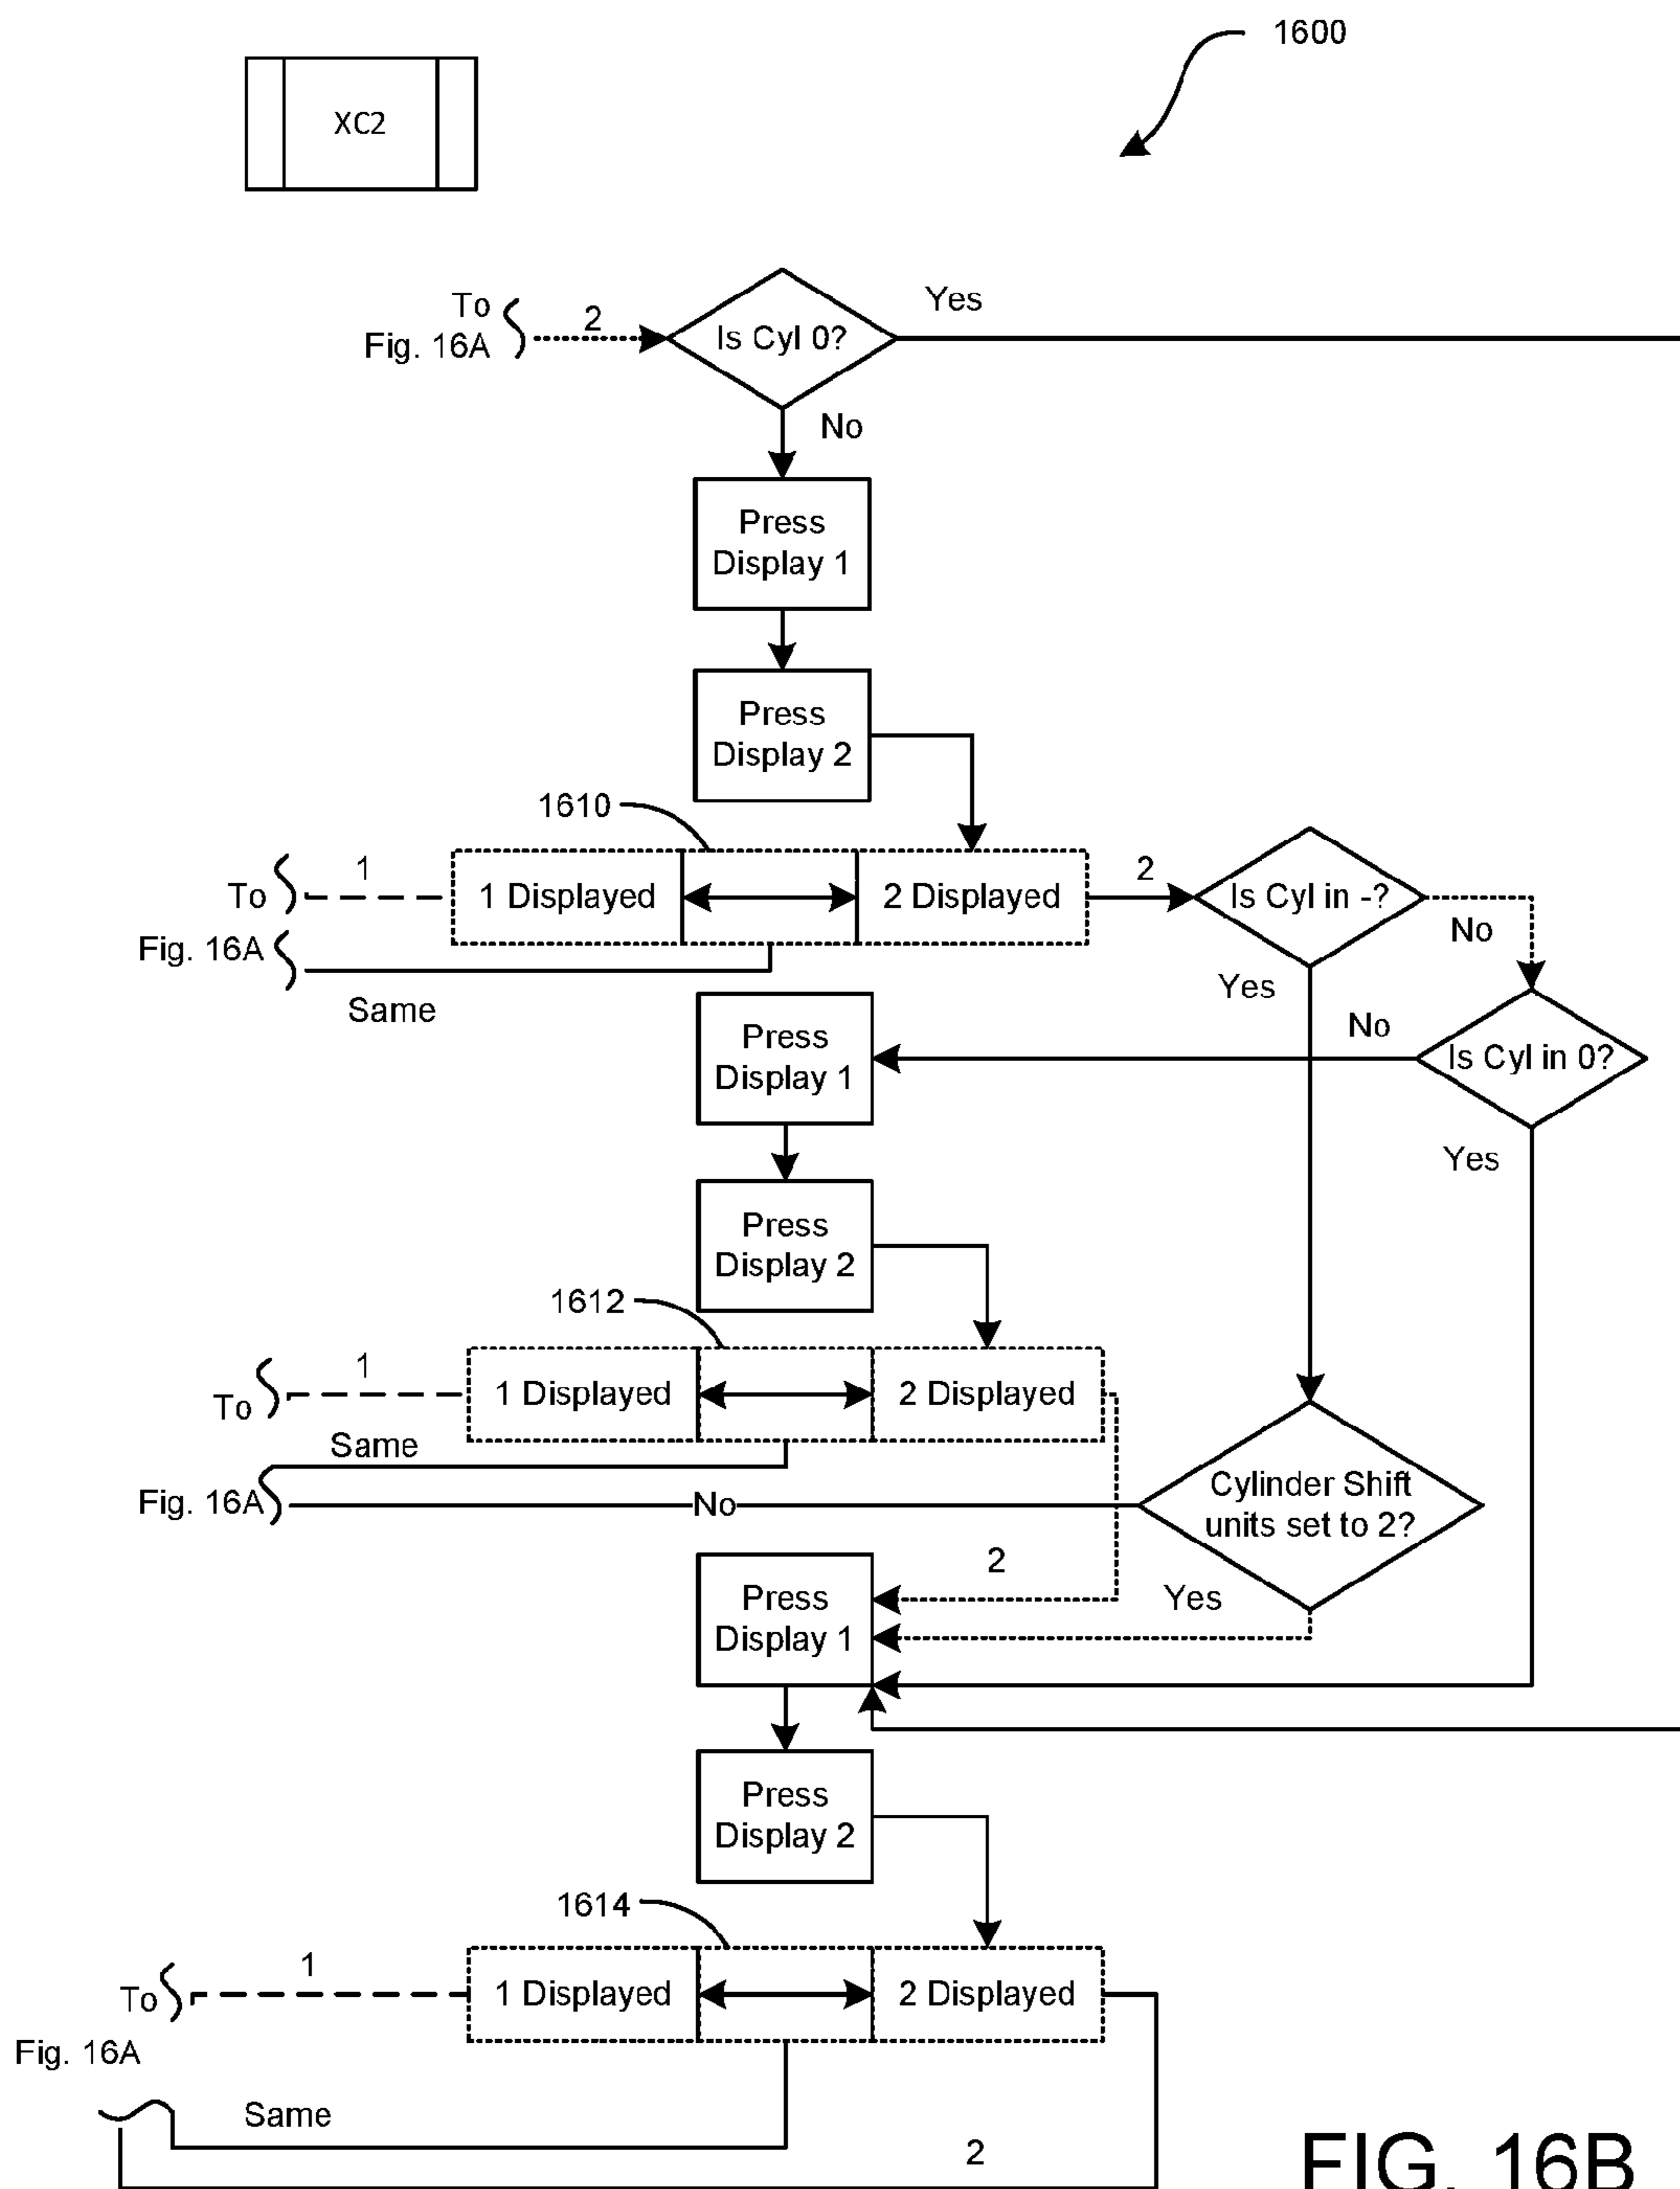 1600
XC2
To
Fig. 16A
2
Is Cyl 0?
Yes
No
Press
Display 1
Press
Display 2
1610
To
Fig. 16A
1
1 Displayed
2 Displayed
2
Is Cyl in -?
No
Yes
Same
Is Cyl in 0?
No
Yes
Press
Display 1
Press
Display 2
1612
To
Fig. 16A
1
1 Displayed
2 Displayed
Same
No
Cylinder Shift
units set to 2?
2
Yes
Press
Display 1
Press
Display 2
1614
To
Fig. 16A
1
1 Displayed
2 Displayed
Same
2
FIG. 16B